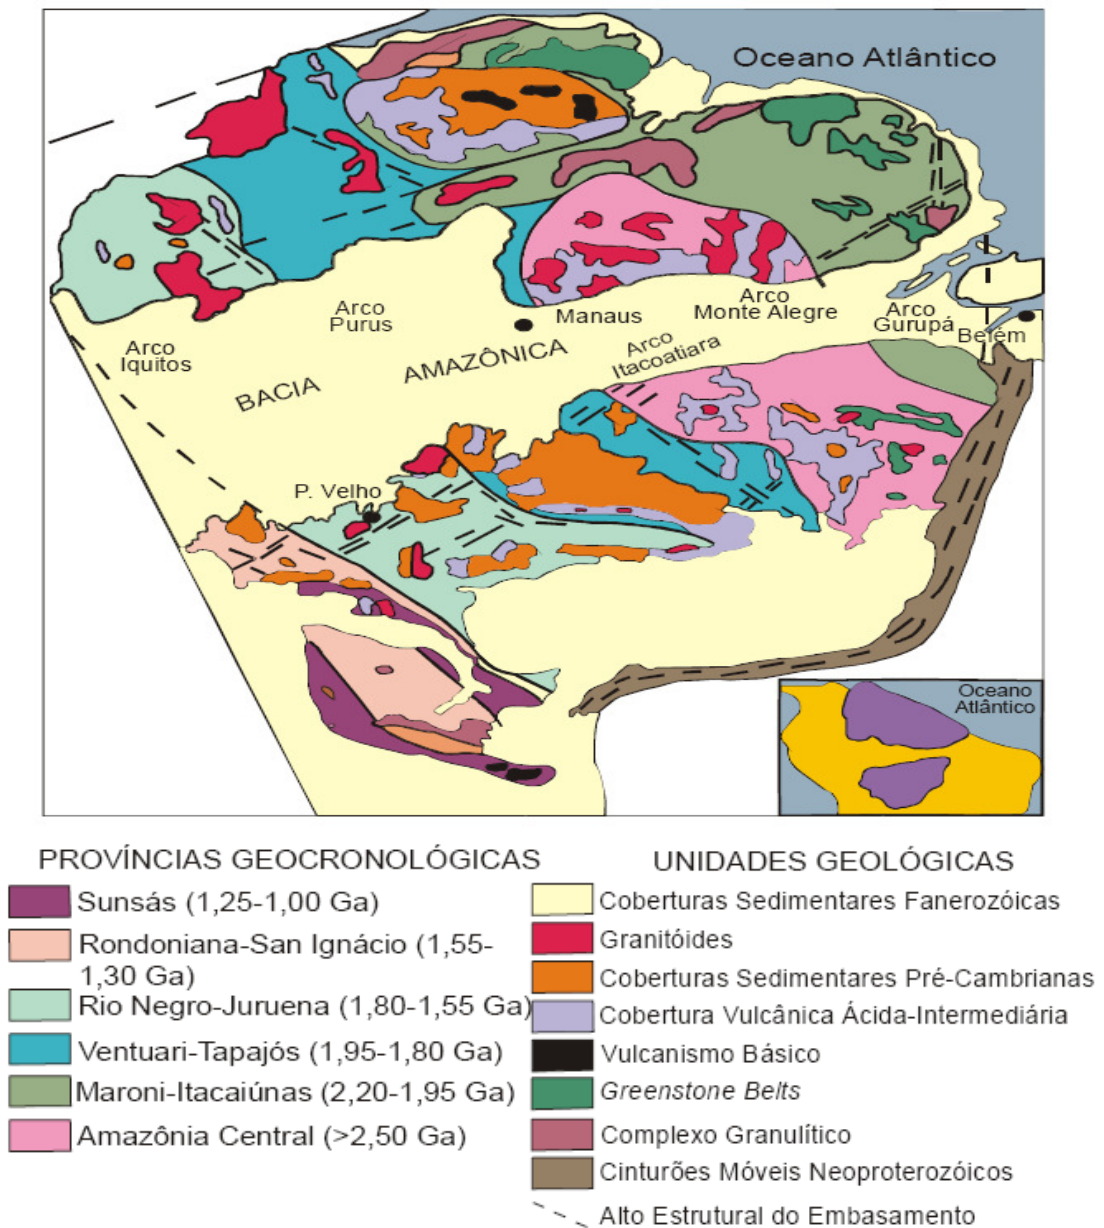 Oceano Atlântico
Arco
Purus
Arco
Iquitos
BACIA
AMAZÔNICA
Manaus
Arco
Itacoatiara
Arco
Monte Alegre
Arco
Gurupá
Belém
P. Velho
Oceano
Atlântico
PROVÍNCIAS GEOCRONOLÓGICAS
Sunsás (1,25-1,00 Ga)
Rondoniana-San Ignácio (1,55-
1,30 Ga)
Rio Negro-Juruena (1,80-1,55 Ga)
Ventuari-Tapajós (1,95-1,80 Ga)
Maroni-Itacaiúnas (2,20-1,95 Ga)
Amazônia Central (>2,50 Ga)
UNIDADES GEOLÓGICAS
Coberturas Sedimentares Fanerozóicas
Granitóides
Coberturas Sedimentares Pré-Cambrianas
Cobertura Vulcânica Ácida-Intermediária
Vulcanismo Básico
Greenstone Belts
Complexo Granulítico
Cinturões Móveis Neoproterozóicos
Alto Estrutural do Embasamento